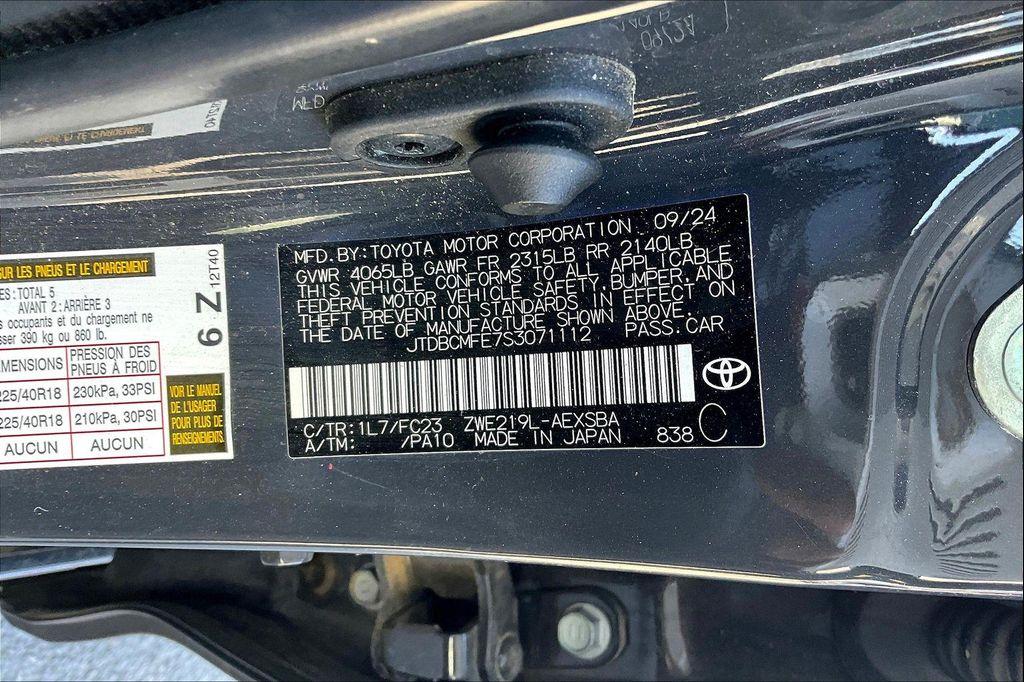 MFD
09/24
12T40
UR LES PNEUS ET LE CHARGEMENT
ES: TOTAL 5
AVANT 2: ARRIÈRE 3
s occupants et du chargement ne
sser 390 kg ou 860 lb.
MENSIONS PRESSION DES PNEUS À FROID
225/40R18 230kPa, 33PSI
225/40R18 210kPa, 30PSI
AUCUN AUCUN
VOIR LE MANUEL
DE L'USAGER
POUR PLUS DE
RENSEIGNEMENTS
6 Z 12T40
MFD.BY:TOYOTA MOTOR CORPORATION 09/24
GVWR 4065LB GAWR FR 2315LB RR 2140LB
THIS VEHICLE CONFORMS TO ALL APPLICABLE
FEDERAL MOTOR VEHICLE SAFETY,BUMPER,AND
THEFT PREVENTION STANDARDS IN EFFECT ON
THE DATE OF MANUFACTURE SHOWN ABOVE.
JTDBCMFE7S3071112 PASS.CAR
C/TR:1L7/FC23 ZWE219L-AEXSBA
A/TM: /PA10 MADE IN JAPAN 838 C